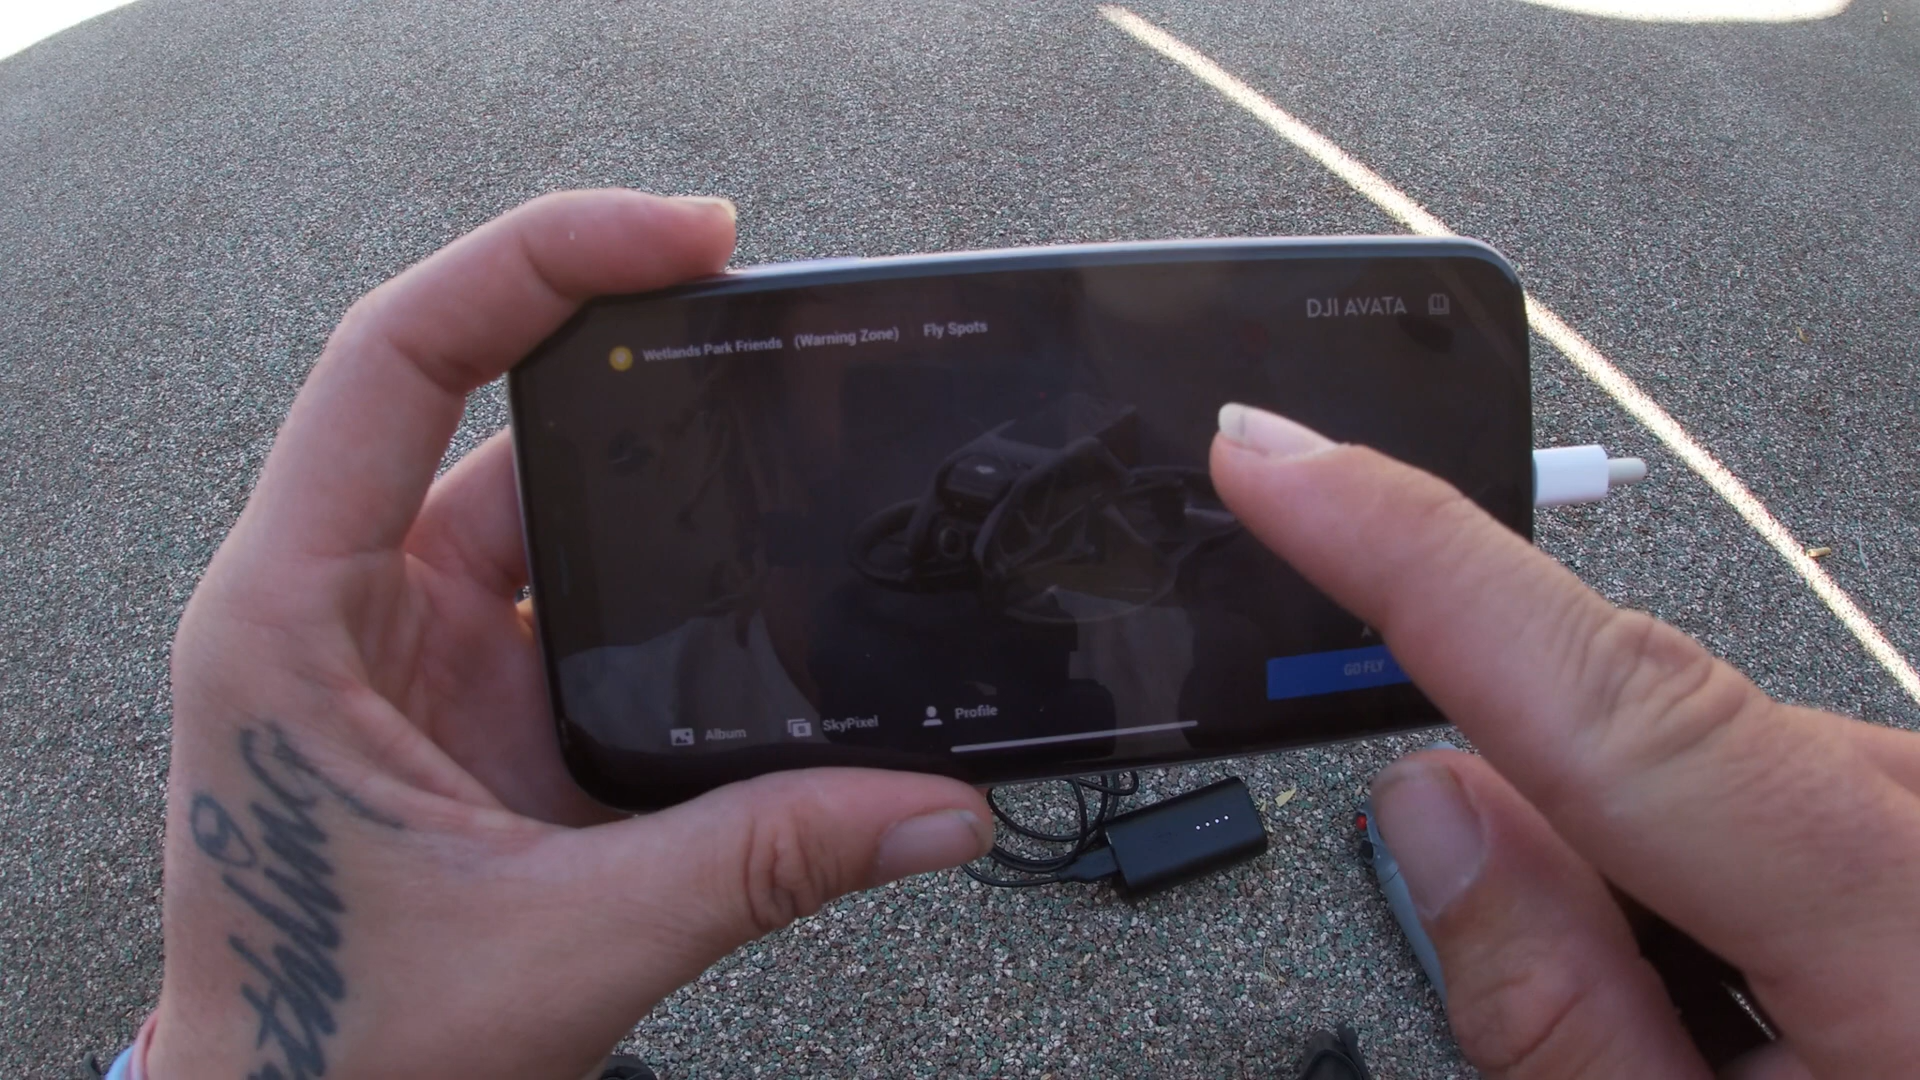 Wetlands Park Friends (Warning Zone) Fly Spots
DJI AVATA
GO FLY
Album SkyPixel Profile